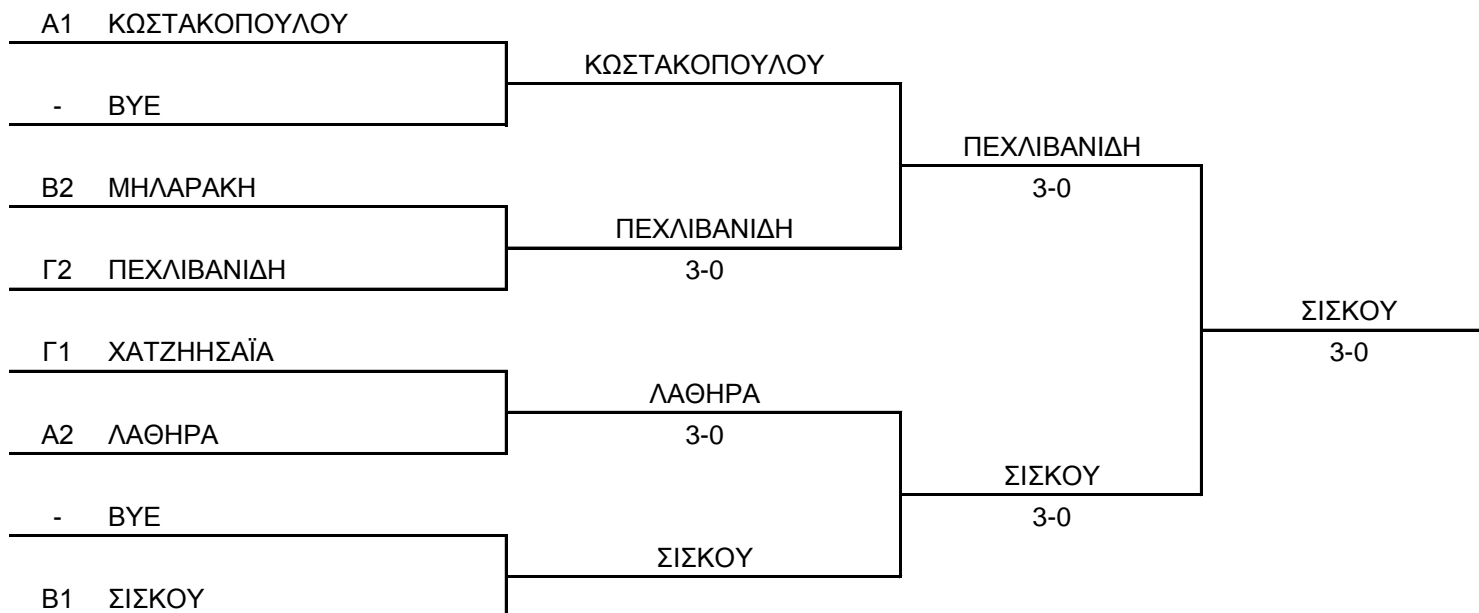 Α1 ΚΩΣΤΑΚΟΠΟΥΛΟΥ
ΚΩΣΤΑΚΟΠΟΥΛΟΥ
- BYE
ΠΕΧΛΙΒΑΝΙΔΗ
Β2 ΜΗΛΑΡΑΚΗ
3-0
ΠΕΧΛΙΒΑΝΙΔΗ
Γ2 ΠΕΧΛΙΒΑΝΙΔΗ
3-0
ΣΙΣΚΟΥ
Γ1 ΧΑΤΖΗΗΣΑΪΑ
3-0
ΛΑΘΗΡΑ
Α2 ΛΑΘΗΡΑ
3-0
ΣΙΣΚΟΥ
- BYE
3-0
ΣΙΣΚΟΥ
Β1 ΣΙΣΚΟΥ